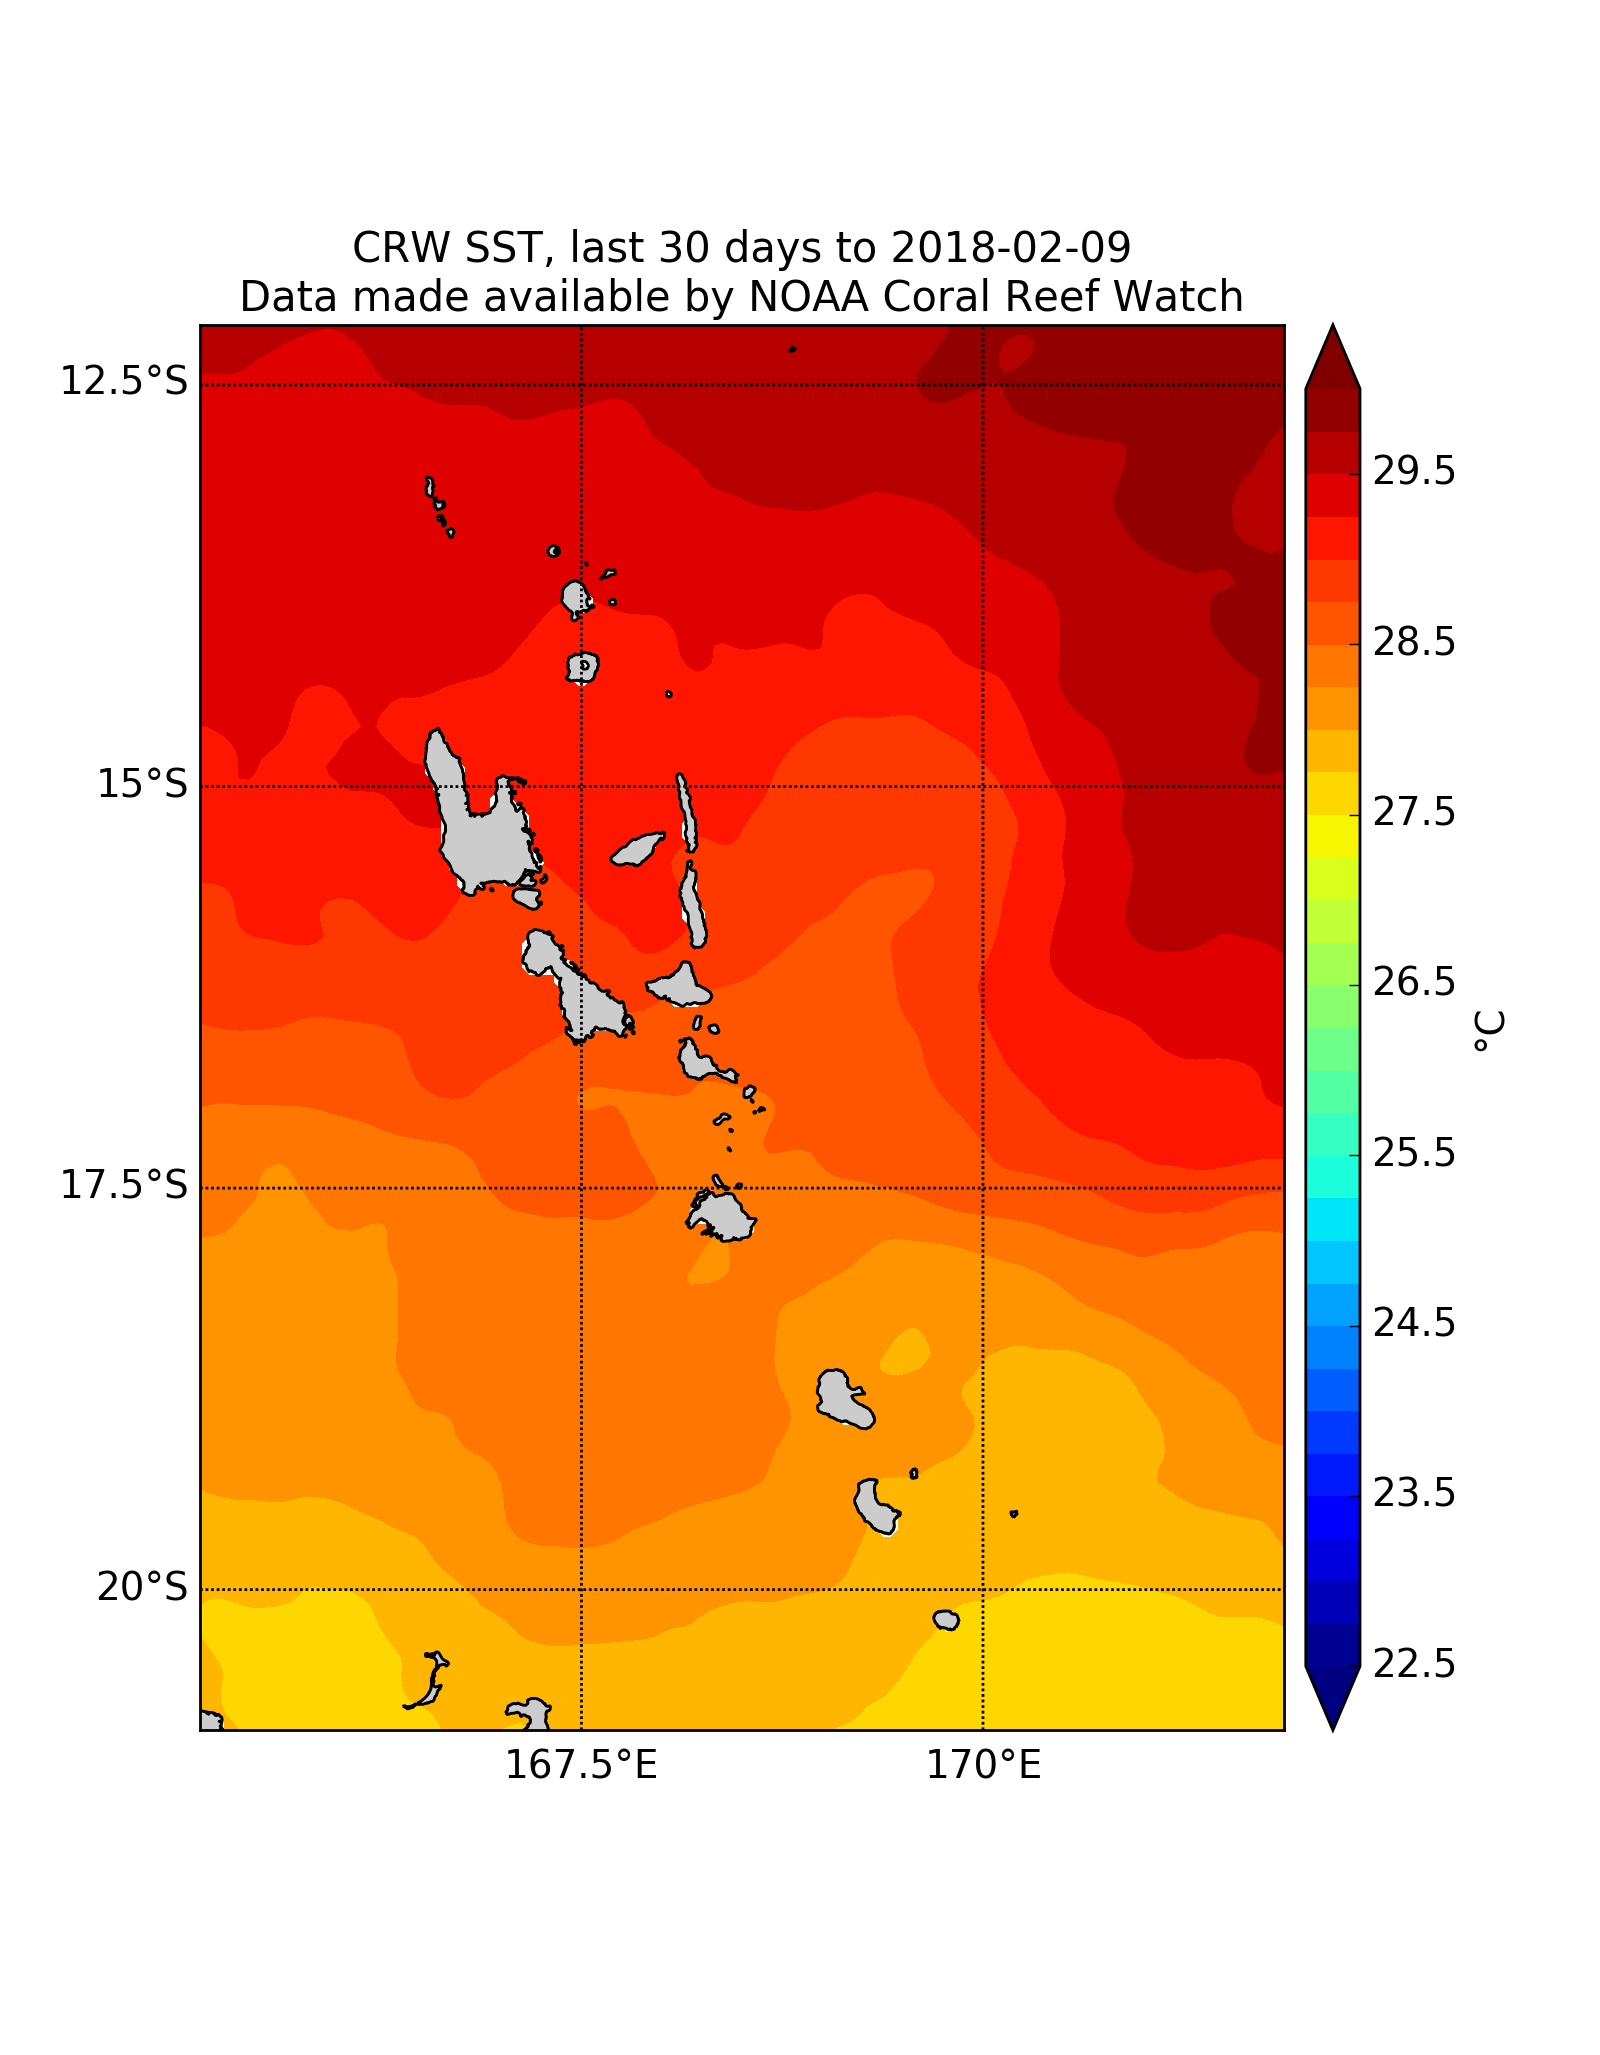 CRW SST, last 30 days to 2018-02-09
Data made available by NOAA Coral Reef Watch
12.5°S
15°S
17.5°S
20°S
167.5°E
170°E
29.5
28.5
27.5
26.5
25.5
24.5
23.5
22.5
°C